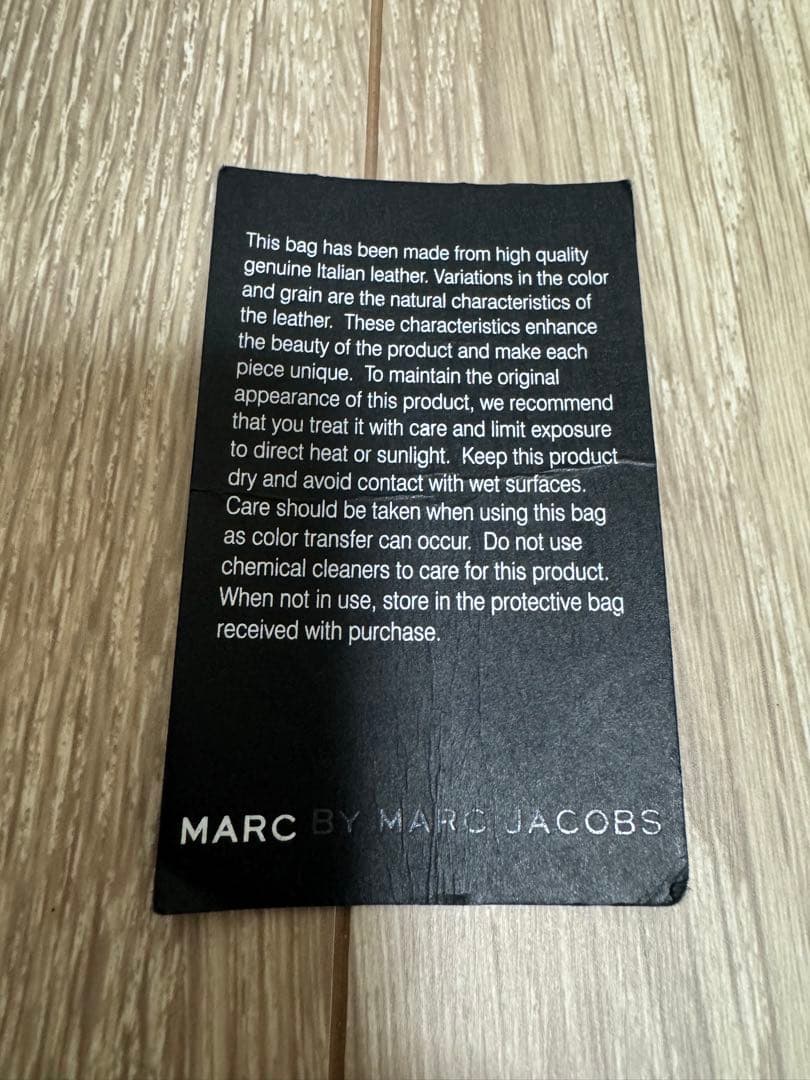 This bag has been made from high quality
genuine Italian leather. Variations in the color
and grain are the natural characteristics of
the leather.  These characteristics enhance
the beauty of the product and make each
piece unique.  To maintain the original
appearance of this product, we recommend
that you treat it with care and limit exposure
to direct heat or sunlight.  Keep this product
dry and avoid contact with wet surfaces.
Care should be taken when using this bag
as color transfer can occur.  Do not use
chemical cleaners to care for this product.
When not in use, store in the protective bag
received with purchase.
MARC BY MARC JACOBS